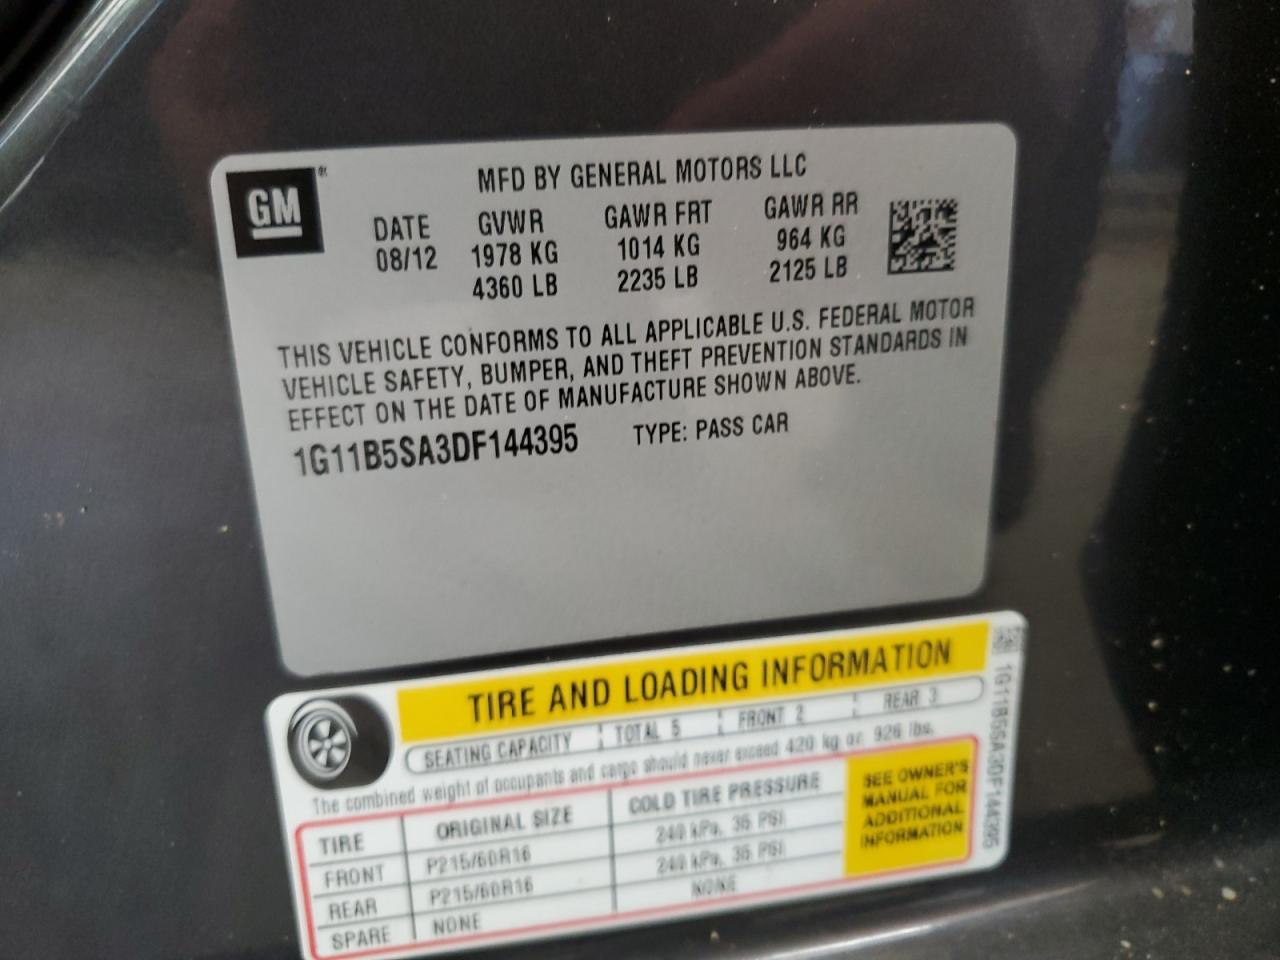 GM
MFD BY GENERAL MOTORS LLC
DATE GVWR GAWR FRT GAWR RR
08/12 1978 KG 1014 KG 964 KG
4360 LB 2235 LB 2125 LB
THIS VEHICLE CONFORMS TO ALL APPLICABLE U.S. FEDERAL MOTOR
VEHICLE SAFETY, BUMPER, AND THEFT PREVENTION STANDARDS IN
EFFECT ON THE DATE OF MANUFACTURE SHOWN ABOVE.
1G11B5SA3DF144395 TYPE: PASS CAR
TIRE AND LOADING INFORMATION
SEATING CAPACITY TOTAL 5 FRONT 2 REAR 3
The combined weight of occupants and cargo should never exceed 420 kg or 926 lbs.
TIRE ORIGINAL SIZE COLD TIRE PRESSURE
FRONT P215/60R16 240 kPa, 35 PSI
REAR P215/60R16 240 kPa, 35 PSI
SPARE NONE NONE
SEE OWNER'S
MANUAL FOR
ADDITIONAL
INFORMATION
1G11B5SA3DF144395